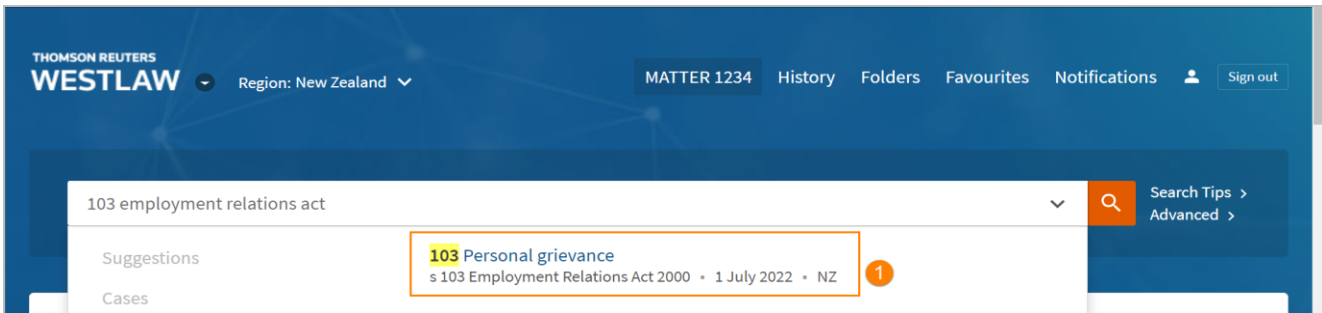 THOMSON REUTERS
WESTLAW
Region: New Zealand
MATTER 1234 History Folders Favourites Notifications Sign out
103 employment relations act
Search Tips >
Advanced >
Suggestions
103 Personal grievance
s 103 Employment Relations Act 2000 • 1 July 2022 • NZ
1
Cases